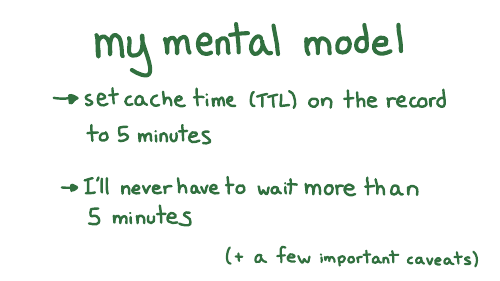 my mental model
→ set cache time (TTL) on the record
to 5 minutes
→ I'll never have to wait more than
5 minutes
(+ a few important caveats)